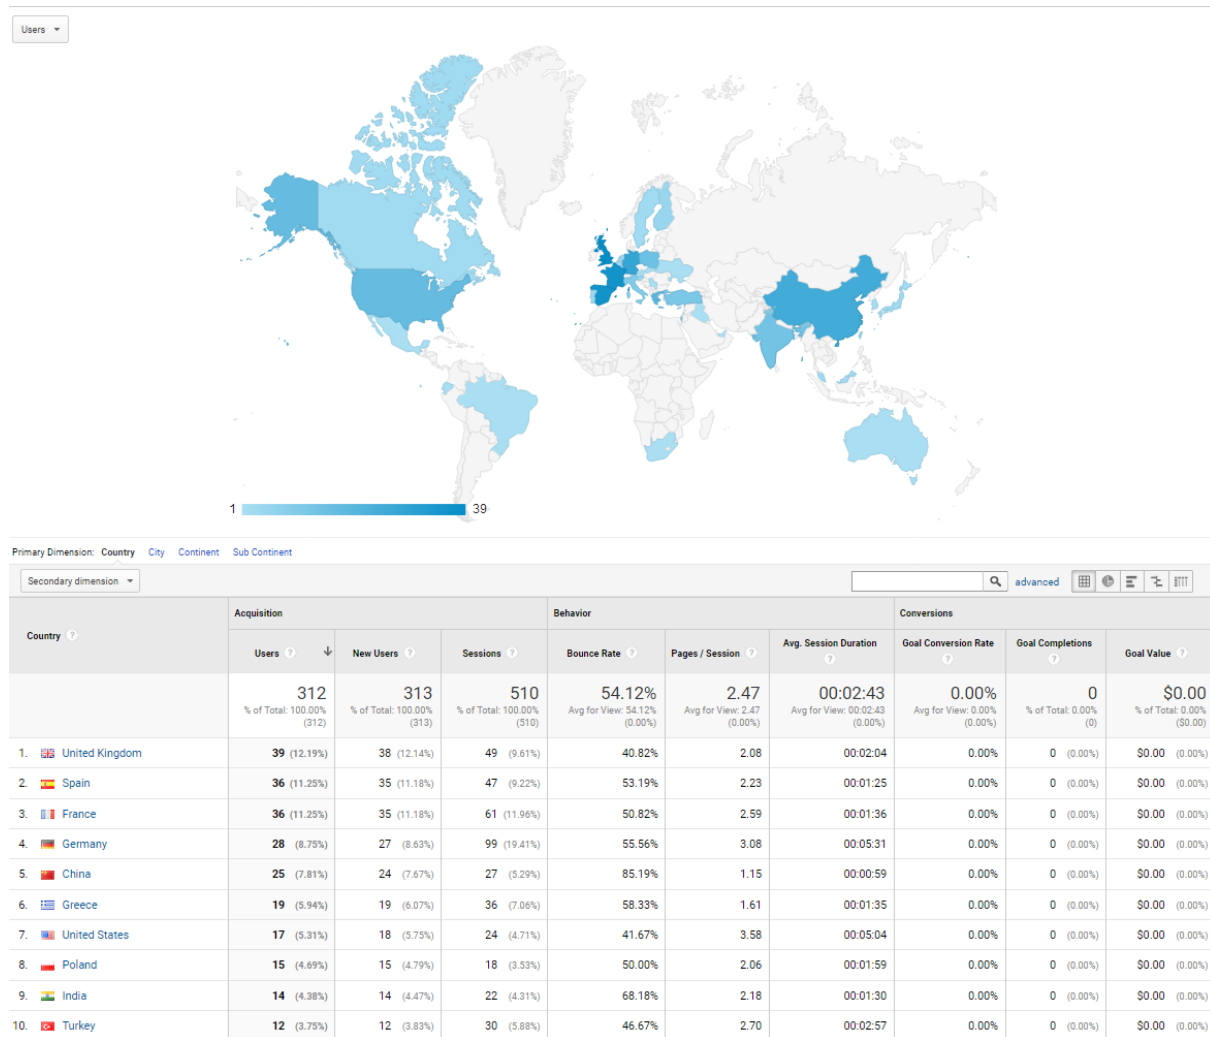 Users
1 39
Primary Dimension: Country City Continent Sub Continent
Secondary dimension advanced
Country ? Acquisition Behavior Conversions
Users ? New Users ? Sessions ? Bounce Rate ? Pages / Session ? Avg. Session Duration ? Goal Conversion Rate ? Goal Completions ? Goal Value ?
312 313 510 54.12% 2.47 00:02:43 0.00% 0 $0.00
% of Total: 100.00% % of Total: 100.00% % of Total: 100.00% Avg for View: 54.12% Avg for View: 2.47 Avg for View: 00:02:43 Avg for View: 0.00% % of Total: 0.00% % of Total: 0.00%
(312) (313) (510) (0.00%) (0.00%) (0.00%) (0.00%) (0) ($0.00)
1. United Kingdom 39 (12.19%) 38 (12.14%) 49 (9.61%) 40.82% 2.08 00:02:04 0.00% 0 (0.00%) $0.00 (0.00%)
2. Spain 36 (11.25%) 35 (11.18%) 47 (9.22%) 53.19% 2.23 00:01:25 0.00% 0 (0.00%) $0.00 (0.00%)
3. France 36 (11.25%) 35 (11.18%) 61 (11.96%) 50.82% 2.59 00:01:36 0.00% 0 (0.00%) $0.00 (0.00%)
4. Germany 28 (8.75%) 27 (8.63%) 99 (19.41%) 55.56% 3.08 00:05:31 0.00% 0 (0.00%) $0.00 (0.00%)
5. China 25 (7.81%) 24 (7.67%) 27 (5.29%) 85.19% 1.15 00:00:59 0.00% 0 (0.00%) $0.00 (0.00%)
6. Greece 19 (5.94%) 19 (6.07%) 36 (7.06%) 58.33% 1.61 00:01:35 0.00% 0 (0.00%) $0.00 (0.00%)
7. United States 17 (5.31%) 18 (5.75%) 24 (4.71%) 41.67% 3.58 00:05:04 0.00% 0 (0.00%) $0.00 (0.00%)
8. Poland 15 (4.69%) 15 (4.79%) 18 (3.53%) 50.00% 2.06 00:01:59 0.00% 0 (0.00%) $0.00 (0.00%)
9. India 14 (4.38%) 14 (4.47%) 22 (4.31%) 68.18% 2.18 00:01:30 0.00% 0 (0.00%) $0.00 (0.00%)
10. Turkey 12 (3.75%) 12 (3.83%) 30 (5.88%) 46.67% 2.70 00:02:57 0.00% 0 (0.00%) $0.00 (0.00%)